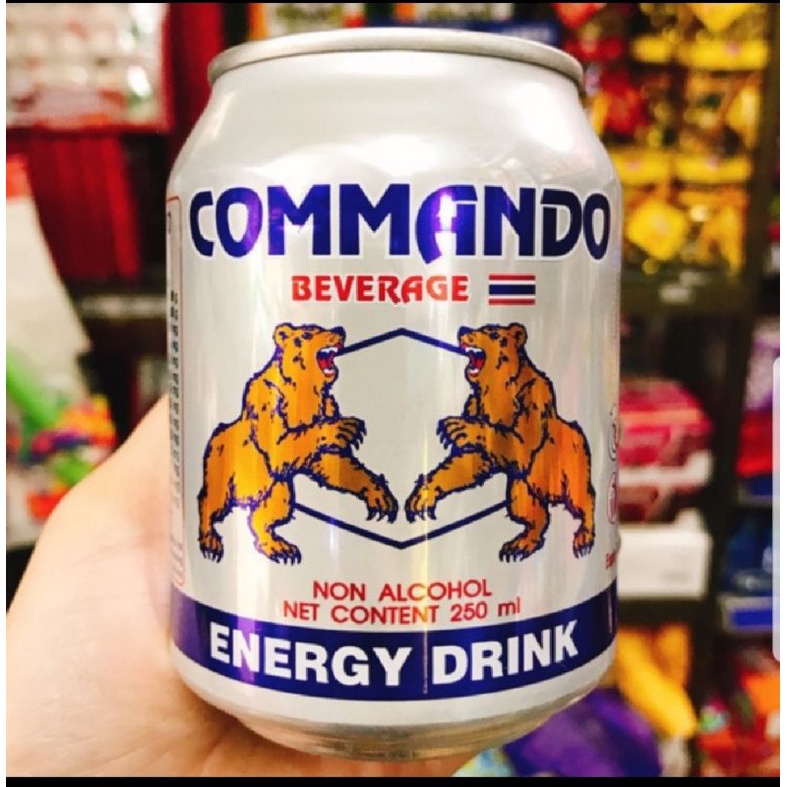 COMMANDO
BEVERAGE
NON ALCOHOL
NET CONTENT 250 ml
ENERGY DRINK